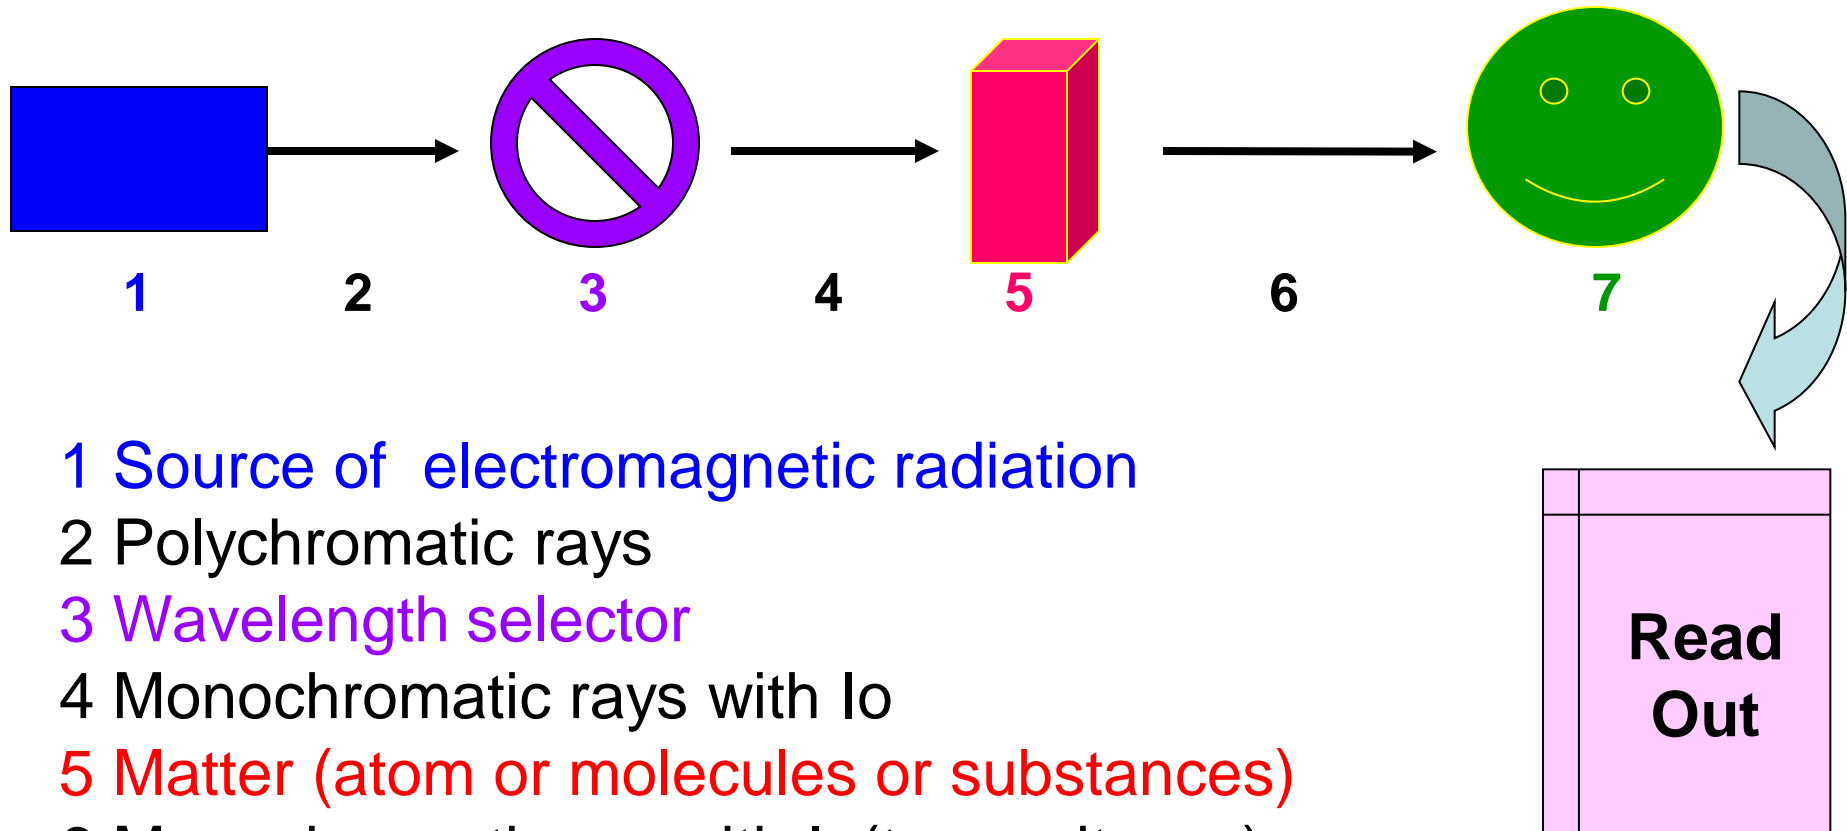 1 2 3 4 5 6 7
1 Source of electromagnetic radiation
2 Polychromatic rays
3 Wavelength selector
4 Monochromatic rays with Io
5 Matter (atom or molecules or substances)
Read
Out